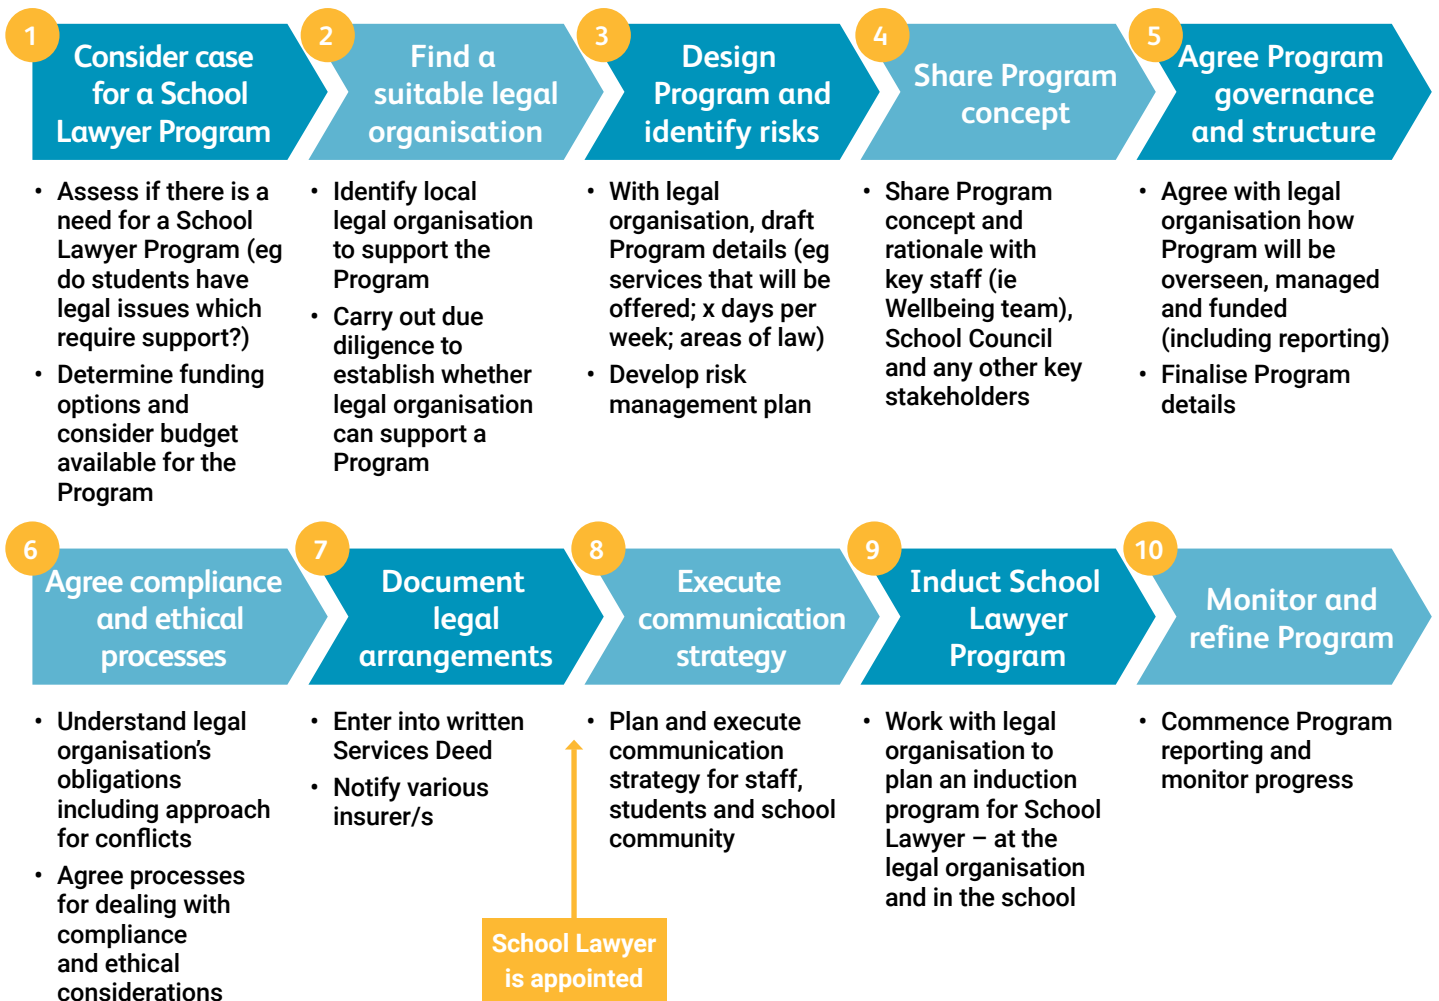 1
Consider case
for a School
Lawyer Program
• Assess if there is a
need for a School
Lawyer Program (eg
do students have
legal issues which
require support?)
• Determine funding
options and
consider budget
available for the
Program
2
Find a
suitable legal
organisation
• Identify local
legal organisation
to support the
Program
• Carry out due
diligence to
establish whether
legal organisation
can support a
Program
3
Design
Program and
identify risks
• With legal
organisation, draft
Program details (eg
services that will be
offered; x days per
week; areas of law)
• Develop risk
management plan
4
Share Program
concept
• Share Program
concept and
rationale with
key staff (ie
Wellbeing team),
School Council
and any other key
stakeholders
5
Agree Program
governance
and structure
• Agree with legal
organisation how
Program will be
overseen, managed
and funded
(including reporting)
• Finalise Program
details
6
Agree compliance
and ethical
processes
• Understand legal
organisation's
obligations
including approach
for conflicts
• Agree processes
for dealing with
compliance
and ethical
considerations
7
Document
legal
arrangements
• Enter into written
Services Deed
• Notify various
insurer/s
School Lawyer
is appointed
8
Execute
communication
strategy
• Plan and execute
communication
strategy for staff,
students and school
community
9
Induct School
Lawyer
Program
• Work with legal
organisation to
plan an induction
program for School
Lawyer – at the
legal organisation
and in the school
10
Monitor and
refine Program
• Commence Program
reporting and
monitor progress